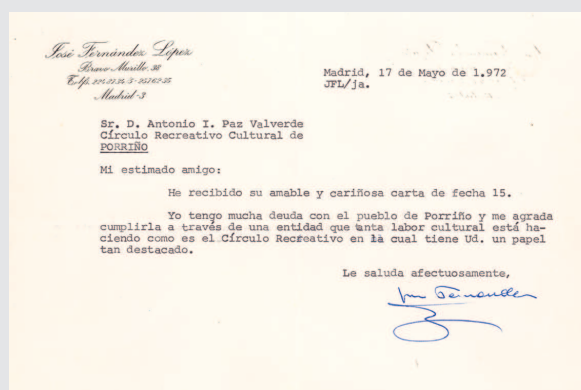 José Fernández López
Bravo Murillo, 38
Madrid-3
Madrid, 17 de Mayo de 1.972
JFL/ja.
Sr. D. Antonio I. Paz Valverde
Círculo Recreativo Cultural de
PORRIÑO
Mi estimado amigo:
He recibido su amable y cariñosa carta de fecha 15.
Yo tengo mucha deuda con el pueblo de Porriño y me agrada
cumplirla a través de una entidad que tanta labor cultural está ha-
ciendo como es el Círculo Recreativo en la cual tiene Ud. un papel
tan destacado.
Le saluda afectuosamente,